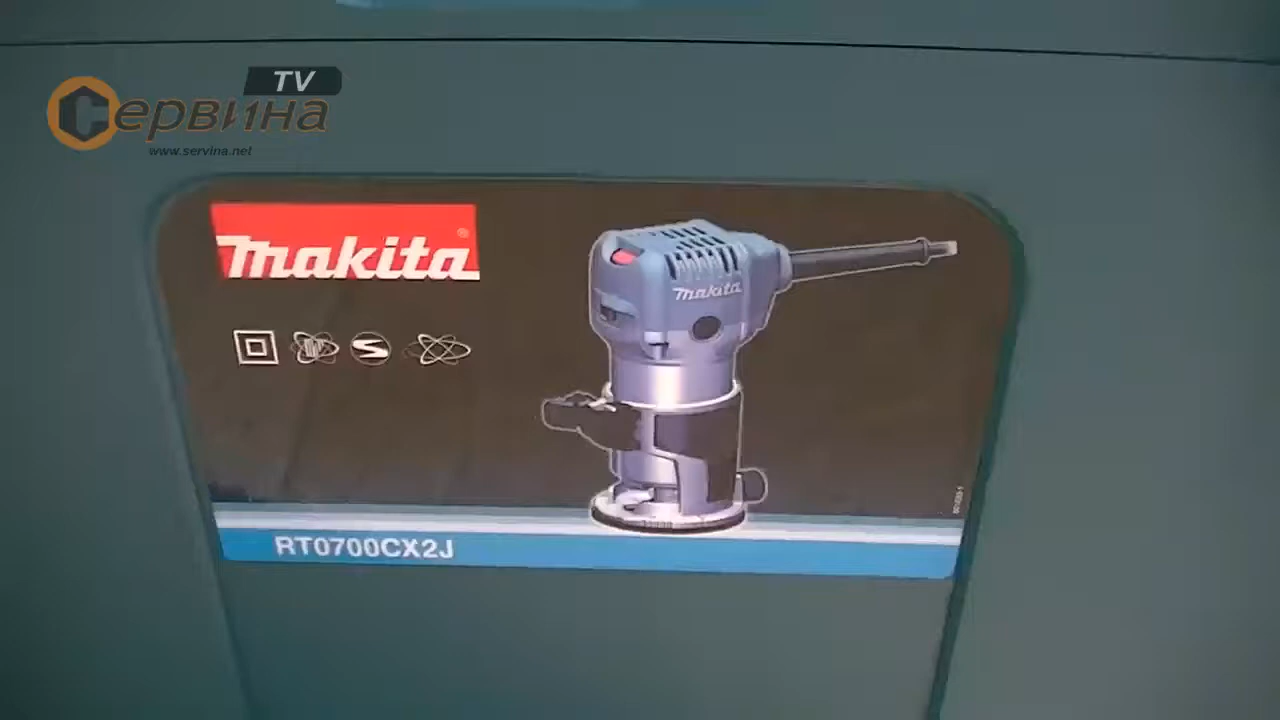 TV
Сервина
www.servina.net
makita®
makita
RT0700CX2J